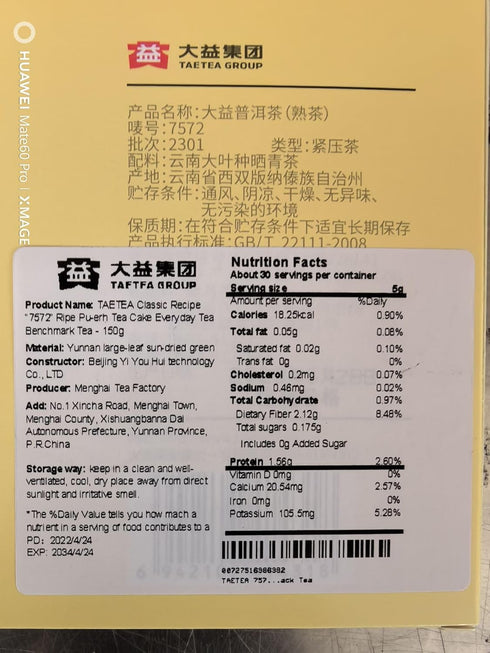 HUAWEI Mate60 Pro | XMAGE
益 大益集团
TAETEA GROUP
产品名称:大益普洱茶(熟茶)
唛号:7572
批次:2301 类型:紧压茶
配料:云南大叶种晒青茶
产地:云南省西双版纳傣族自治州
贮存条件:通风、阴凉、干燥、无异味、
无污染的环境
保质期:在符合贮存条件下适宜长期保存
产品执行标准:GB/T 22111-2008
益 大益集团
TAETEA GROUP
Product Name: TAETEA Classic Recipe
"7572" Ripe Pu-erh Tea Cake Everyday Tea
Benchmark Tea - 150g
Material: Yunnan large-leaf sun-dried green
Constructor: Beijing Yi You Hui technology
Co., LTD
Producer: Menghai Tea Factory
Add: No.1 Xincha Road, Menghai Town,
Menghai County, Xishuangbanna Dai
Autonomous Prefecture, Yunnan Province,
P.R.China
Storage way: keep in a clean and well-
ventilated, cool, dry place away from direct
sunlight and irritative smell.
*The %Daily Value tells you how mach a
nutrient in a serving of food contributes to a
PD: 2022/4/24
EXP: 2034/4/24
Nutrition Facts
About 30 servings per container
Serving size 5g
Amount per serving %Daily
Calories 18.25kcal 0.90%
Total fat 0.05g 0.08%
Saturated fat 0.02g 0.10%
Trans fat 0g 0%
Cholesterol 0.2mg 0.07%
Sodium 0.46mg 0.02%
Total Carbohydrate 0.97%
Dietary Fiber 2.12g 8.48%
Total sugars 0.175g
Includes 0g Added Sugar
Protein 1.56g 2.60%
Vitamin D 0mg 0%
Calcium 20.54mg 2.57%
Iron 0mg 0%
Potassium 105.5mg 5.28%
00727516986382
TAETEA 757...ack Tea